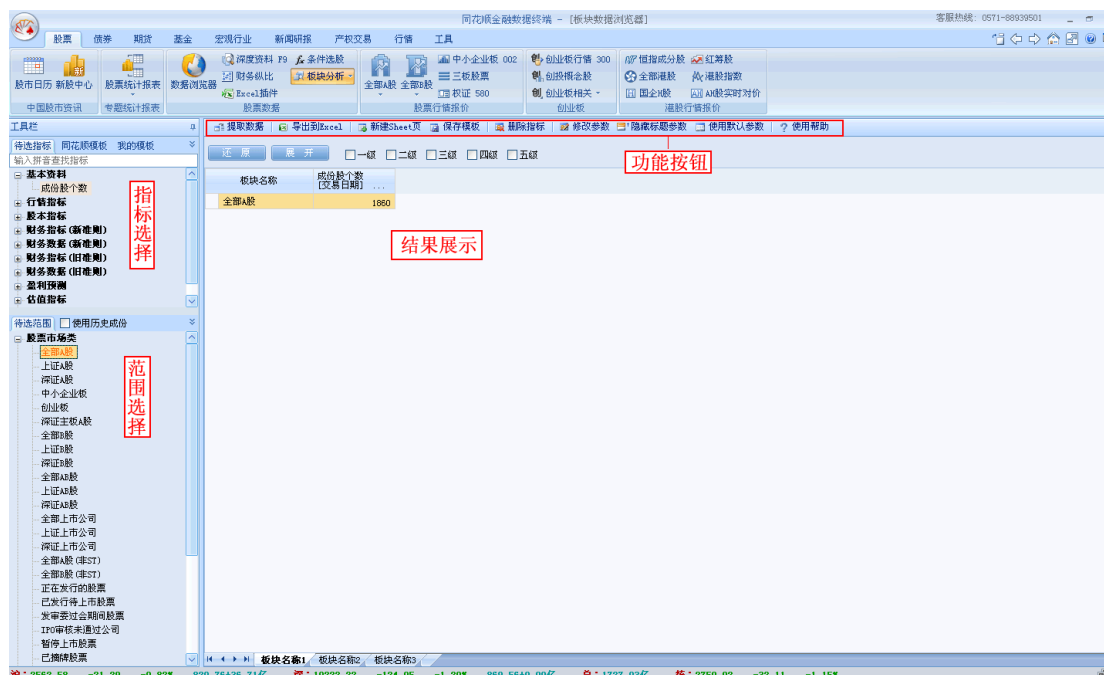 同花顺金融数据终端 - [板块数据浏览器]
客服热线: 0571-88939501
股票 债券 期货 基金 宏观行业 新闻研报 产权交易 行情 工具
深度资料 F9 条件选股 中小企业板 002 创业板行情 300 恒指成分股 红筹股
股市日历 新股中心 股票统计报表 数据浏览器 财务纵比 板块分析 全部A股 全部B股 三板股票 创投概念股 全部港股 港股指数
Excel插件 权证 580 创业板相关 国企H股 AH股实时对价
中国股市资讯 专题统计报表 股票数据 股票行情报价 创业板 港股行情报价
工具栏
提取数据 导出到Excel 新建Sheet页 保存模板 删除指标 修改参数 隐藏标题参数 使用默认参数 ? 使用帮助
待选指标 同花顺模板 我的模板
输入拼音查找指标
还原 展开 一级 二级 三级 四级 五级
功能按钮
基本资料
成份股个数
行情指标
股本指标
财务指标(新准则)
财务数据(新准则)
财务指标(旧准则)
财务数据(旧准则)
盈利预测
估值指标
指标选择
板块名称 成份股个数
[交易日期] ...
全部A股 1860
结果展示
待选范围 使用历史成份
股票市场类
全部A股
上证A股
深证A股
中小企业板
创业板
深证主板A股
全部B股
上证B股
深证B股
全部AB股
上证AB股
深证AB股
全部上市公司
上证上市公司
深证上市公司
全部A股(非ST)
全部B股(非ST)
正在发行的股票
已发行待上市股票
发审委过会期间股票
IPO审核未通过公司
暂停上市股票
已摘牌股票
范围选择
板块名称1 板块名称2 板块名称3